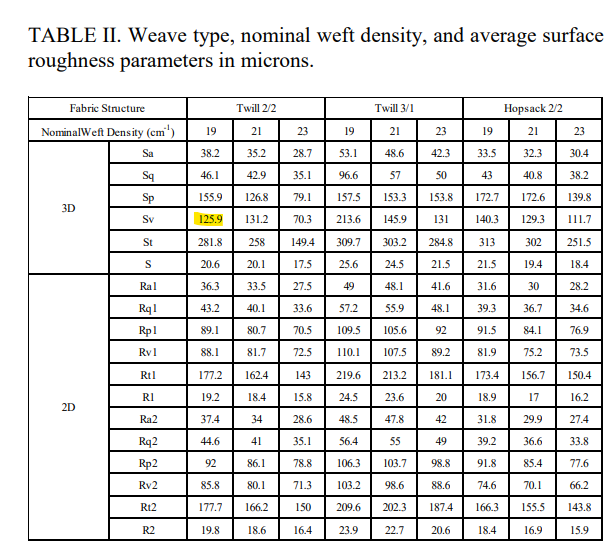 TABLE II. Weave type, nominal weft density, and average surface
roughness parameters in microns.
Fabric Structure Twill 2/2 Twill 3/1 Hopsack 2/2
NominalWeft Density (cm⁻¹) 19 21 23 19 21 23 19 21 23
3D
Sa 38.2 35.2 28.7 53.1 48.6 42.3 33.5 32.3 30.4
Sq 46.1 42.9 35.1 96.6 57 50 43 40.8 38.2
Sp 155.9 126.8 79.1 157.5 153.3 153.8 172.7 172.6 139.8
Sv 125.9 131.2 70.3 213.6 145.9 131 140.3 129.3 111.7
St 281.8 258 149.4 309.7 303.2 284.8 313 302 251.5
S 20.6 20.1 17.5 25.6 24.5 21.5 21.5 19.4 18.4
2D
Ra1 36.3 33.5 27.5 49 48.1 41.6 31.6 30 28.2
Rq1 43.2 40.1 33.6 57.2 55.9 48.1 39.3 36.7 34.6
Rp1 89.1 80.7 70.5 109.5 105.6 92 91.5 84.1 76.9
Rv1 88.1 81.7 72.5 110.1 107.5 89.2 81.9 75.2 73.5
Rt1 177.2 162.4 143 219.6 213.2 181.1 173.4 156.7 150.4
R1 19.2 18.4 15.8 24.5 23.6 20 18.9 17 16.2
Ra2 37.4 34 28.6 48.5 47.8 42 31.8 29.9 27.4
Rq2 44.6 41 35.1 56.4 55 49 39.2 36.6 33.8
Rp2 92 86.1 78.8 106.3 103.7 98.8 91.8 85.4 77.6
Rv2 85.8 80.1 71.3 103.2 98.6 88.6 74.6 70.1 66.2
Rt2 177.7 166.2 150 209.6 202.3 187.4 166.3 155.5 143.8
R2 19.8 18.6 16.4 23.9 22.7 20.6 18.4 16.9 15.9